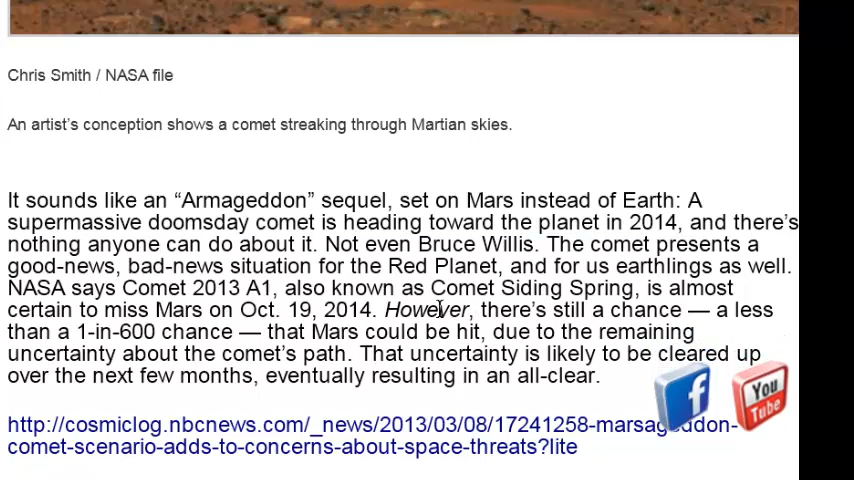 Chris Smith / NASA file
An artist's conception shows a comet streaking through Martian skies.
It sounds like an “Armageddon” sequel, set on Mars instead of Earth: A
supermassive doomsday comet is heading toward the planet in 2014, and there's
nothing anyone can do about it. Not even Bruce Willis. The comet presents a
good-news, bad-news situation for the Red Planet, and for us earthlings as well.
NASA says Comet 2013 A1, also known as Comet Siding Spring, is almost
certain to miss Mars on Oct. 19, 2014. However, there's still a chance — a less
than a 1-in-600 chance — that Mars could be hit, due to the remaining
uncertainty about the comet's path. That uncertainty is likely to be cleared up
over the next few months, eventually resulting in an all-clear.
http://cosmiclog.nbcnews.com/_news/2013/03/08/17241258-marsageddon-
comet-scenario-adds-to-concerns-about-space-threats?lite
f
You
Tube